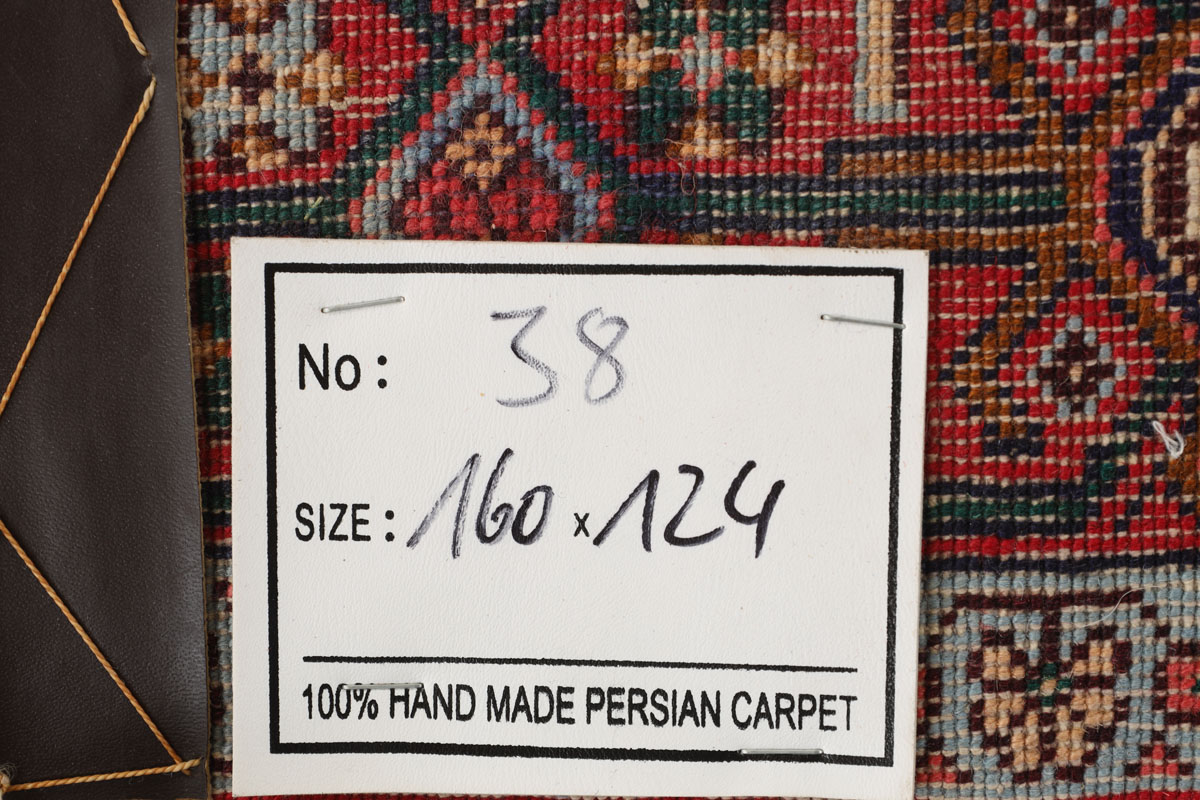 No: 38
SIZE: 160 x 124
100% HAND MADE PERSIAN CARPET